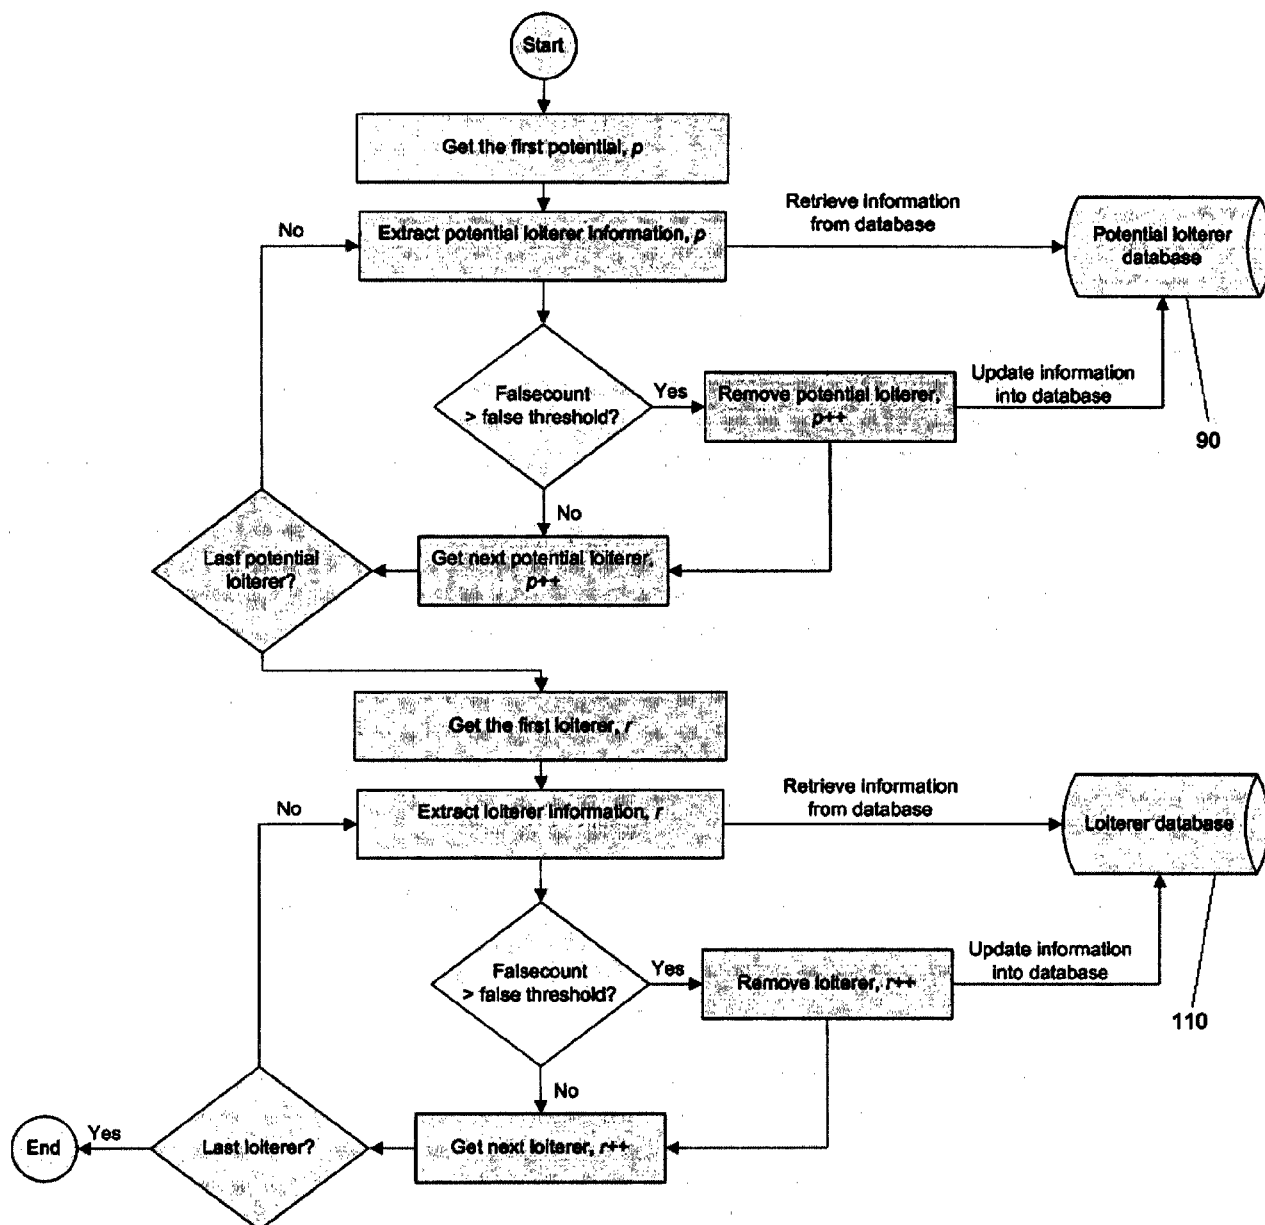 Start
Get the first potential, p
Retrieve information
from database
No
Extract potential loiterer information, p
Potential loiterer
database
Falsecount
> false threshold?
Yes
Remove potential loiterer,
p++
Update information
into database
90
No
Last potential
loiterer?
Get next potential loiterer,
p++
Get the first loiterer, r
Retrieve information
from database
No
Extract loiterer information, r
Loiterer database
Falsecount
> false threshold?
Yes
Remove loiterer, r++
Update information
into database
110
No
End
Yes
Last loiterer?
Get next loiterer, r++